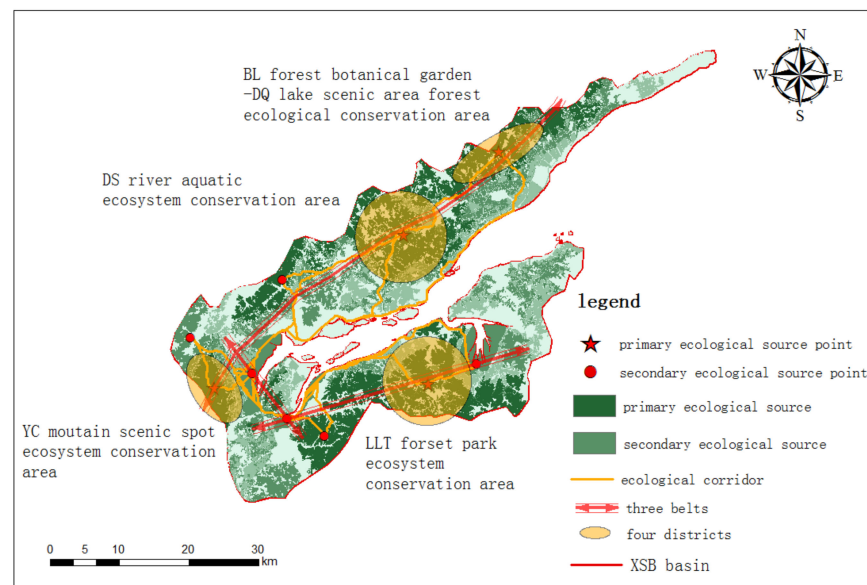 N
W E
S
BL forest botanical garden
-DQ lake scenic area forest
ecological conservation area
DS river aquatic
ecosystem conservation area
legend
primary ecological source point
secondary ecological source point
primary ecological source
secondary ecological source
ecological corridor
three belts
four districts
XSB basin
YC moutain scenic spot
ecosystem conservation
area
LLT forset park
ecosystem
conservation area
0 5 10 20 30
km